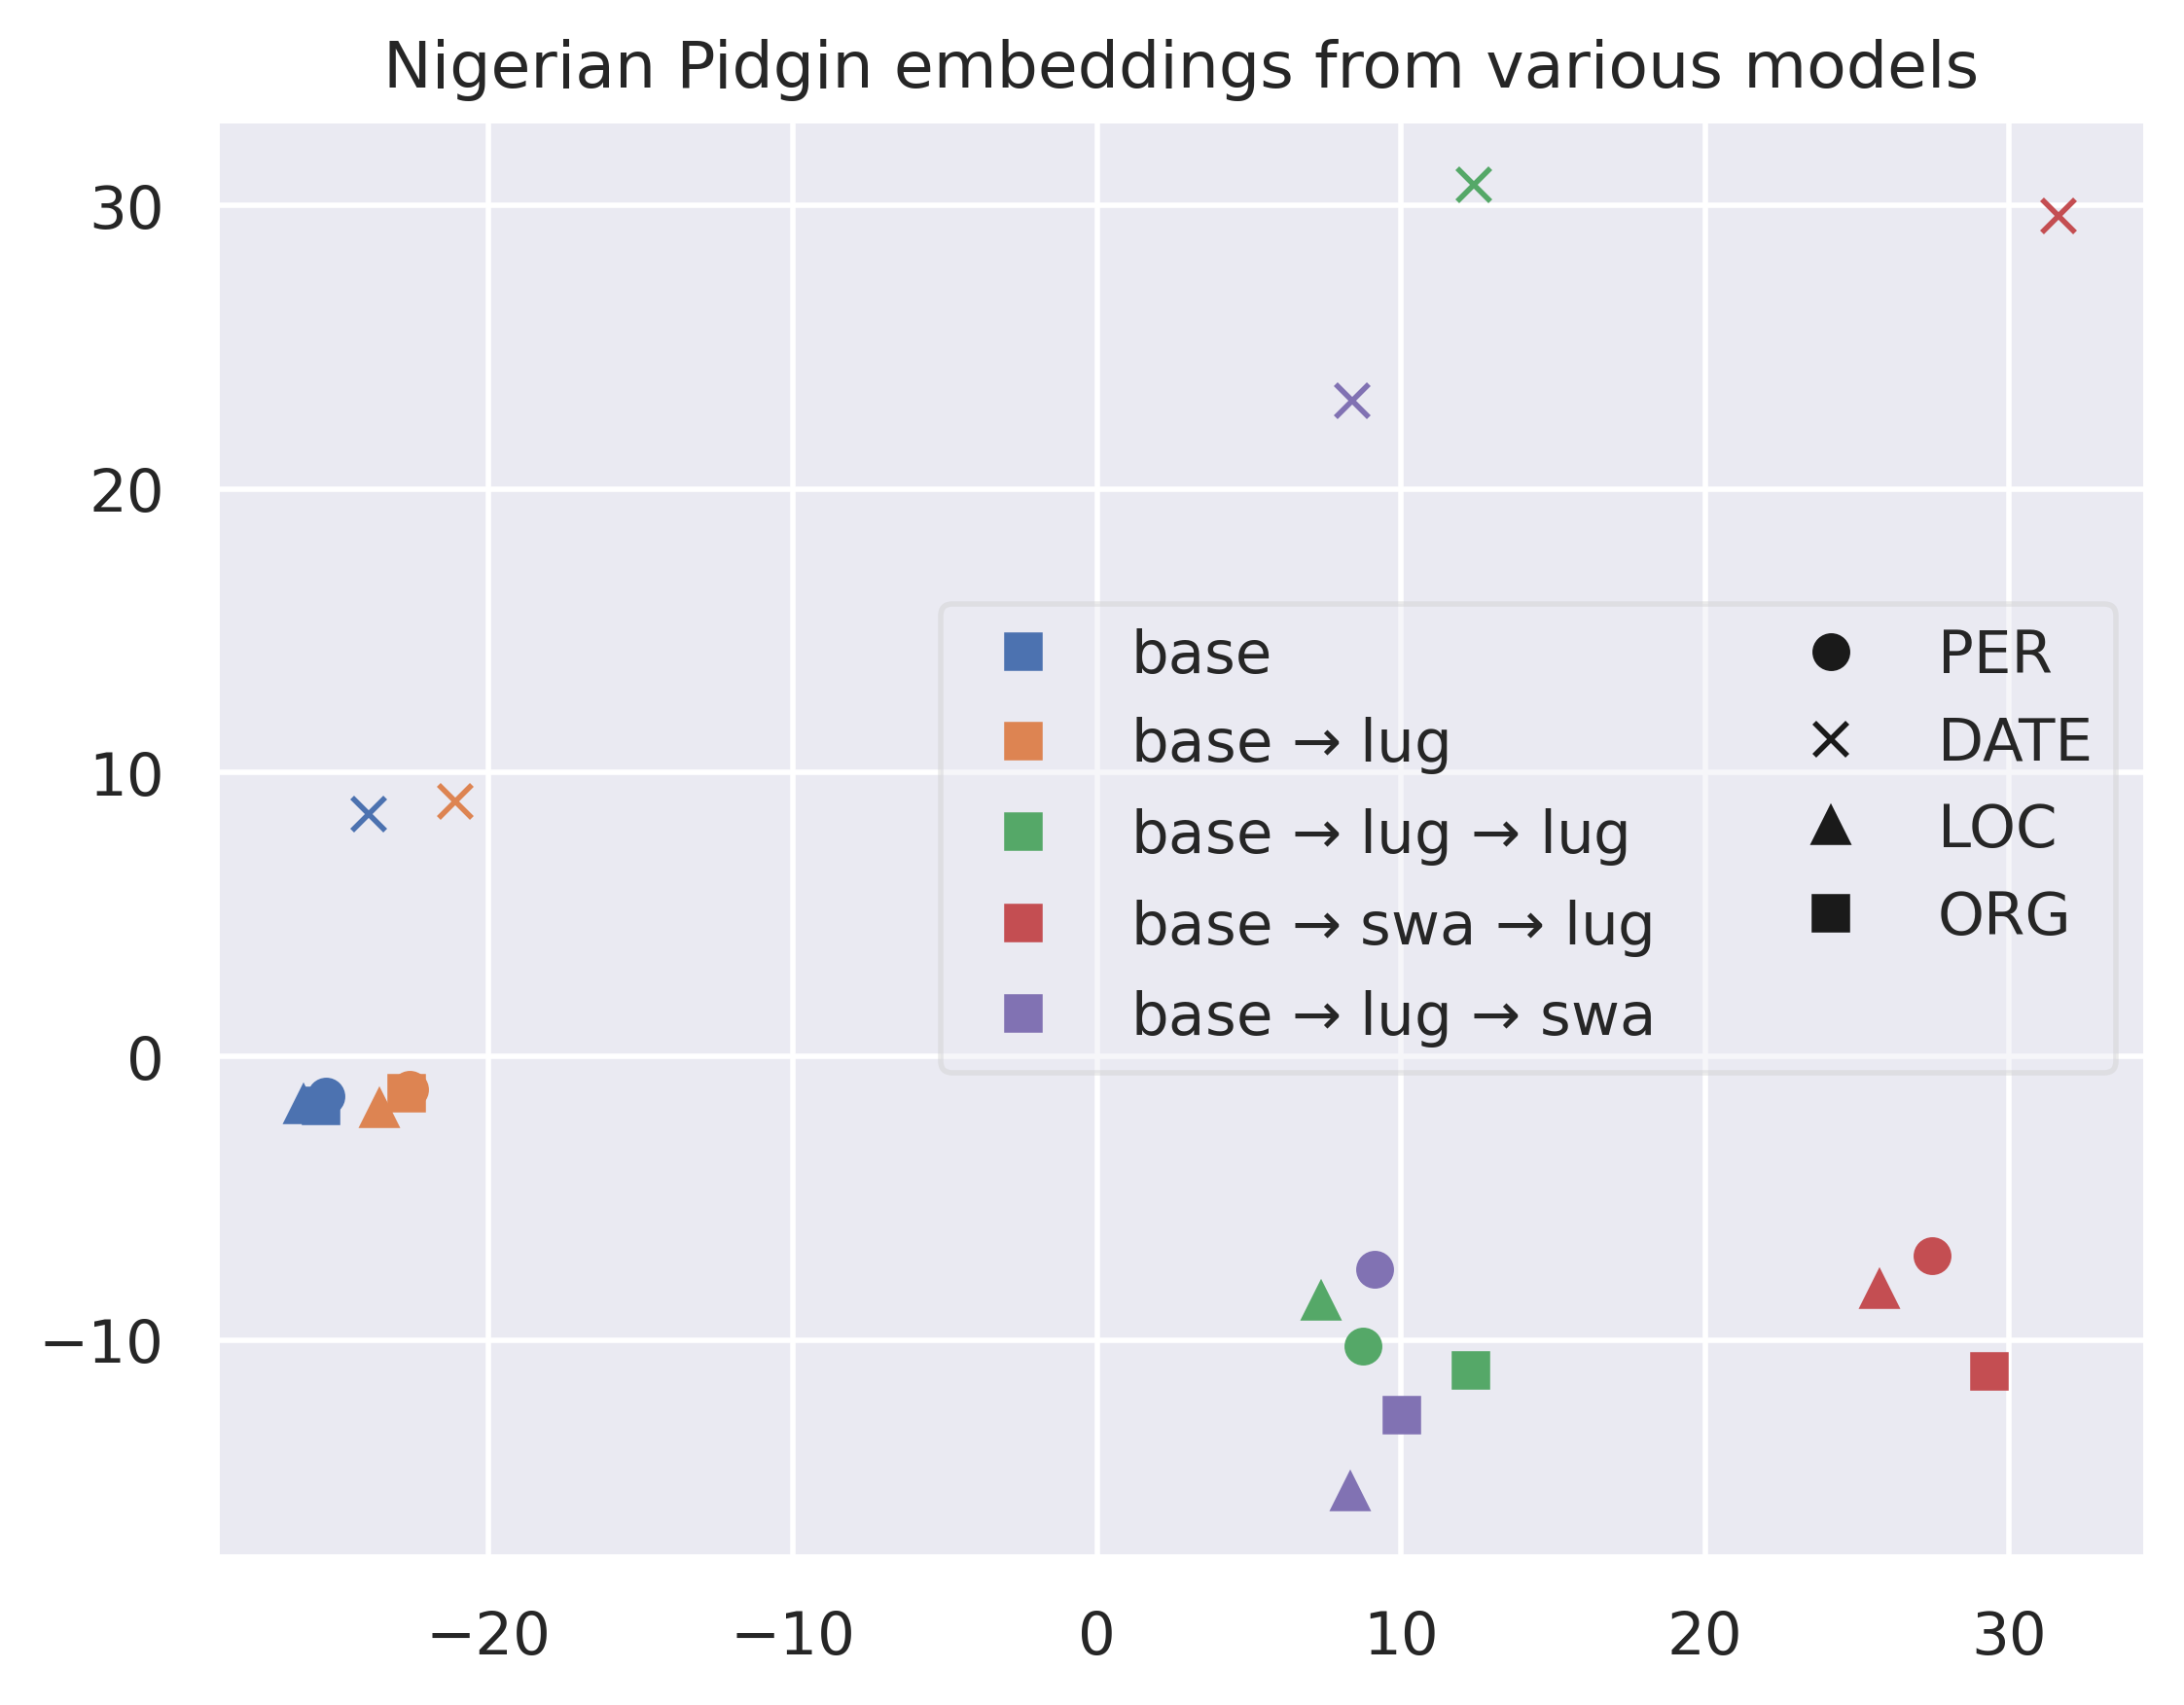 Nigerian Pidgin embeddings from various models
30
20
10
0
−10
base
base → lug
base → lug → lug
base → swa → lug
base → lug → swa
PER
DATE
LOC
ORG
−20 −10 0 10 20 30